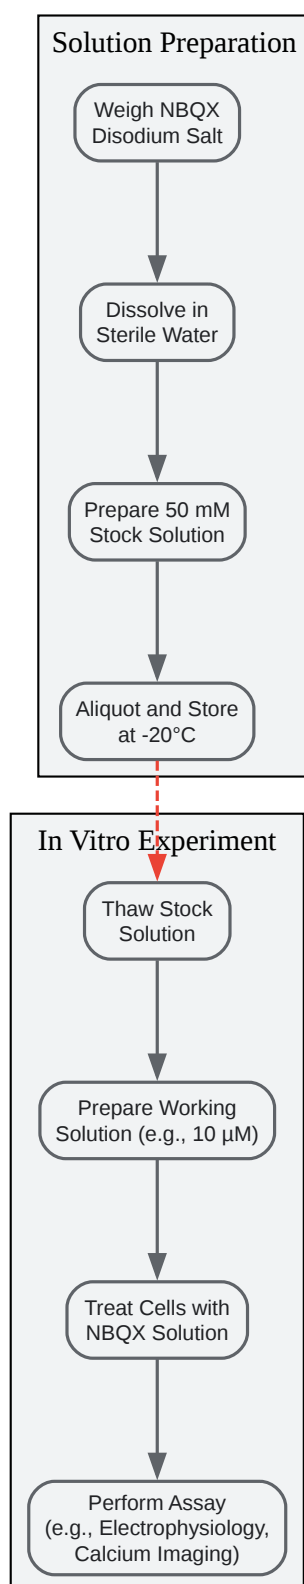 Solution Preparation
Weigh NBQX
Disodium Salt
Dissolve in
Sterile Water
Prepare 50 mM
Stock Solution
Aliquot and Store
at -20°C
In Vitro Experiment
Thaw Stock
Solution
Prepare Working
Solution (e.g., 10 µM)
Treat Cells with
NBQX Solution
Perform Assay
(e.g., Electrophysiology,
Calcium Imaging)